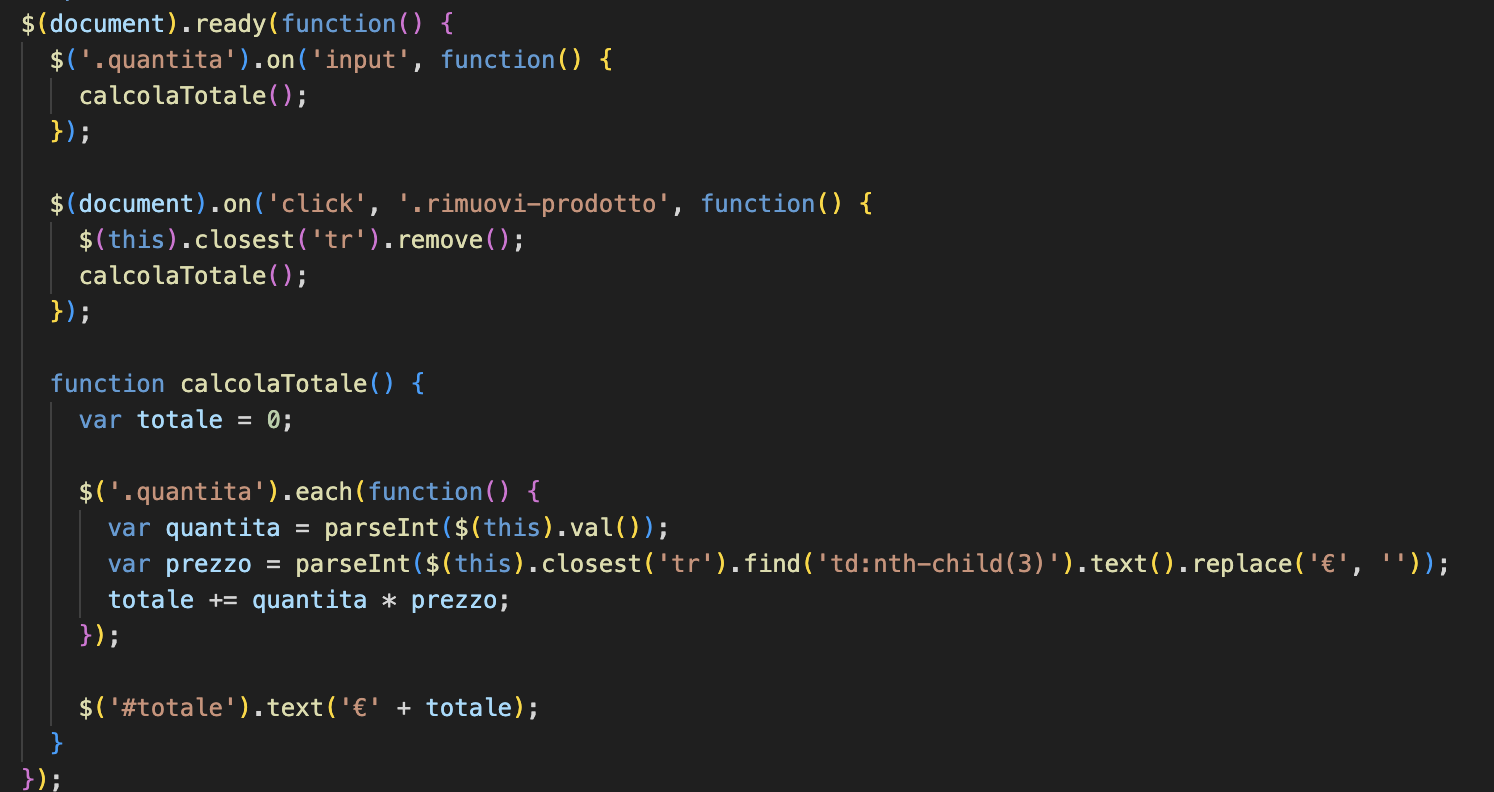 $(document).ready(function() {
  $('.quantita').on('input', function() {
    calcolaTotale();
  });

  $(document).on('click', '.rimuovi-prodotto', function() {
    $(this).closest('tr').remove();
    calcolaTotale();
  });

  function calcolaTotale() {
    var totale = 0;

    $('.quantita').each(function() {
      var quantita = parseInt($(this).val());
      var prezzo = parseInt($(this).closest('tr').find('td:nth-child(3)').text().replace('€', ''));
      totale += quantita * prezzo;
    });

    $('#totale').text('€' + totale);
  }
});